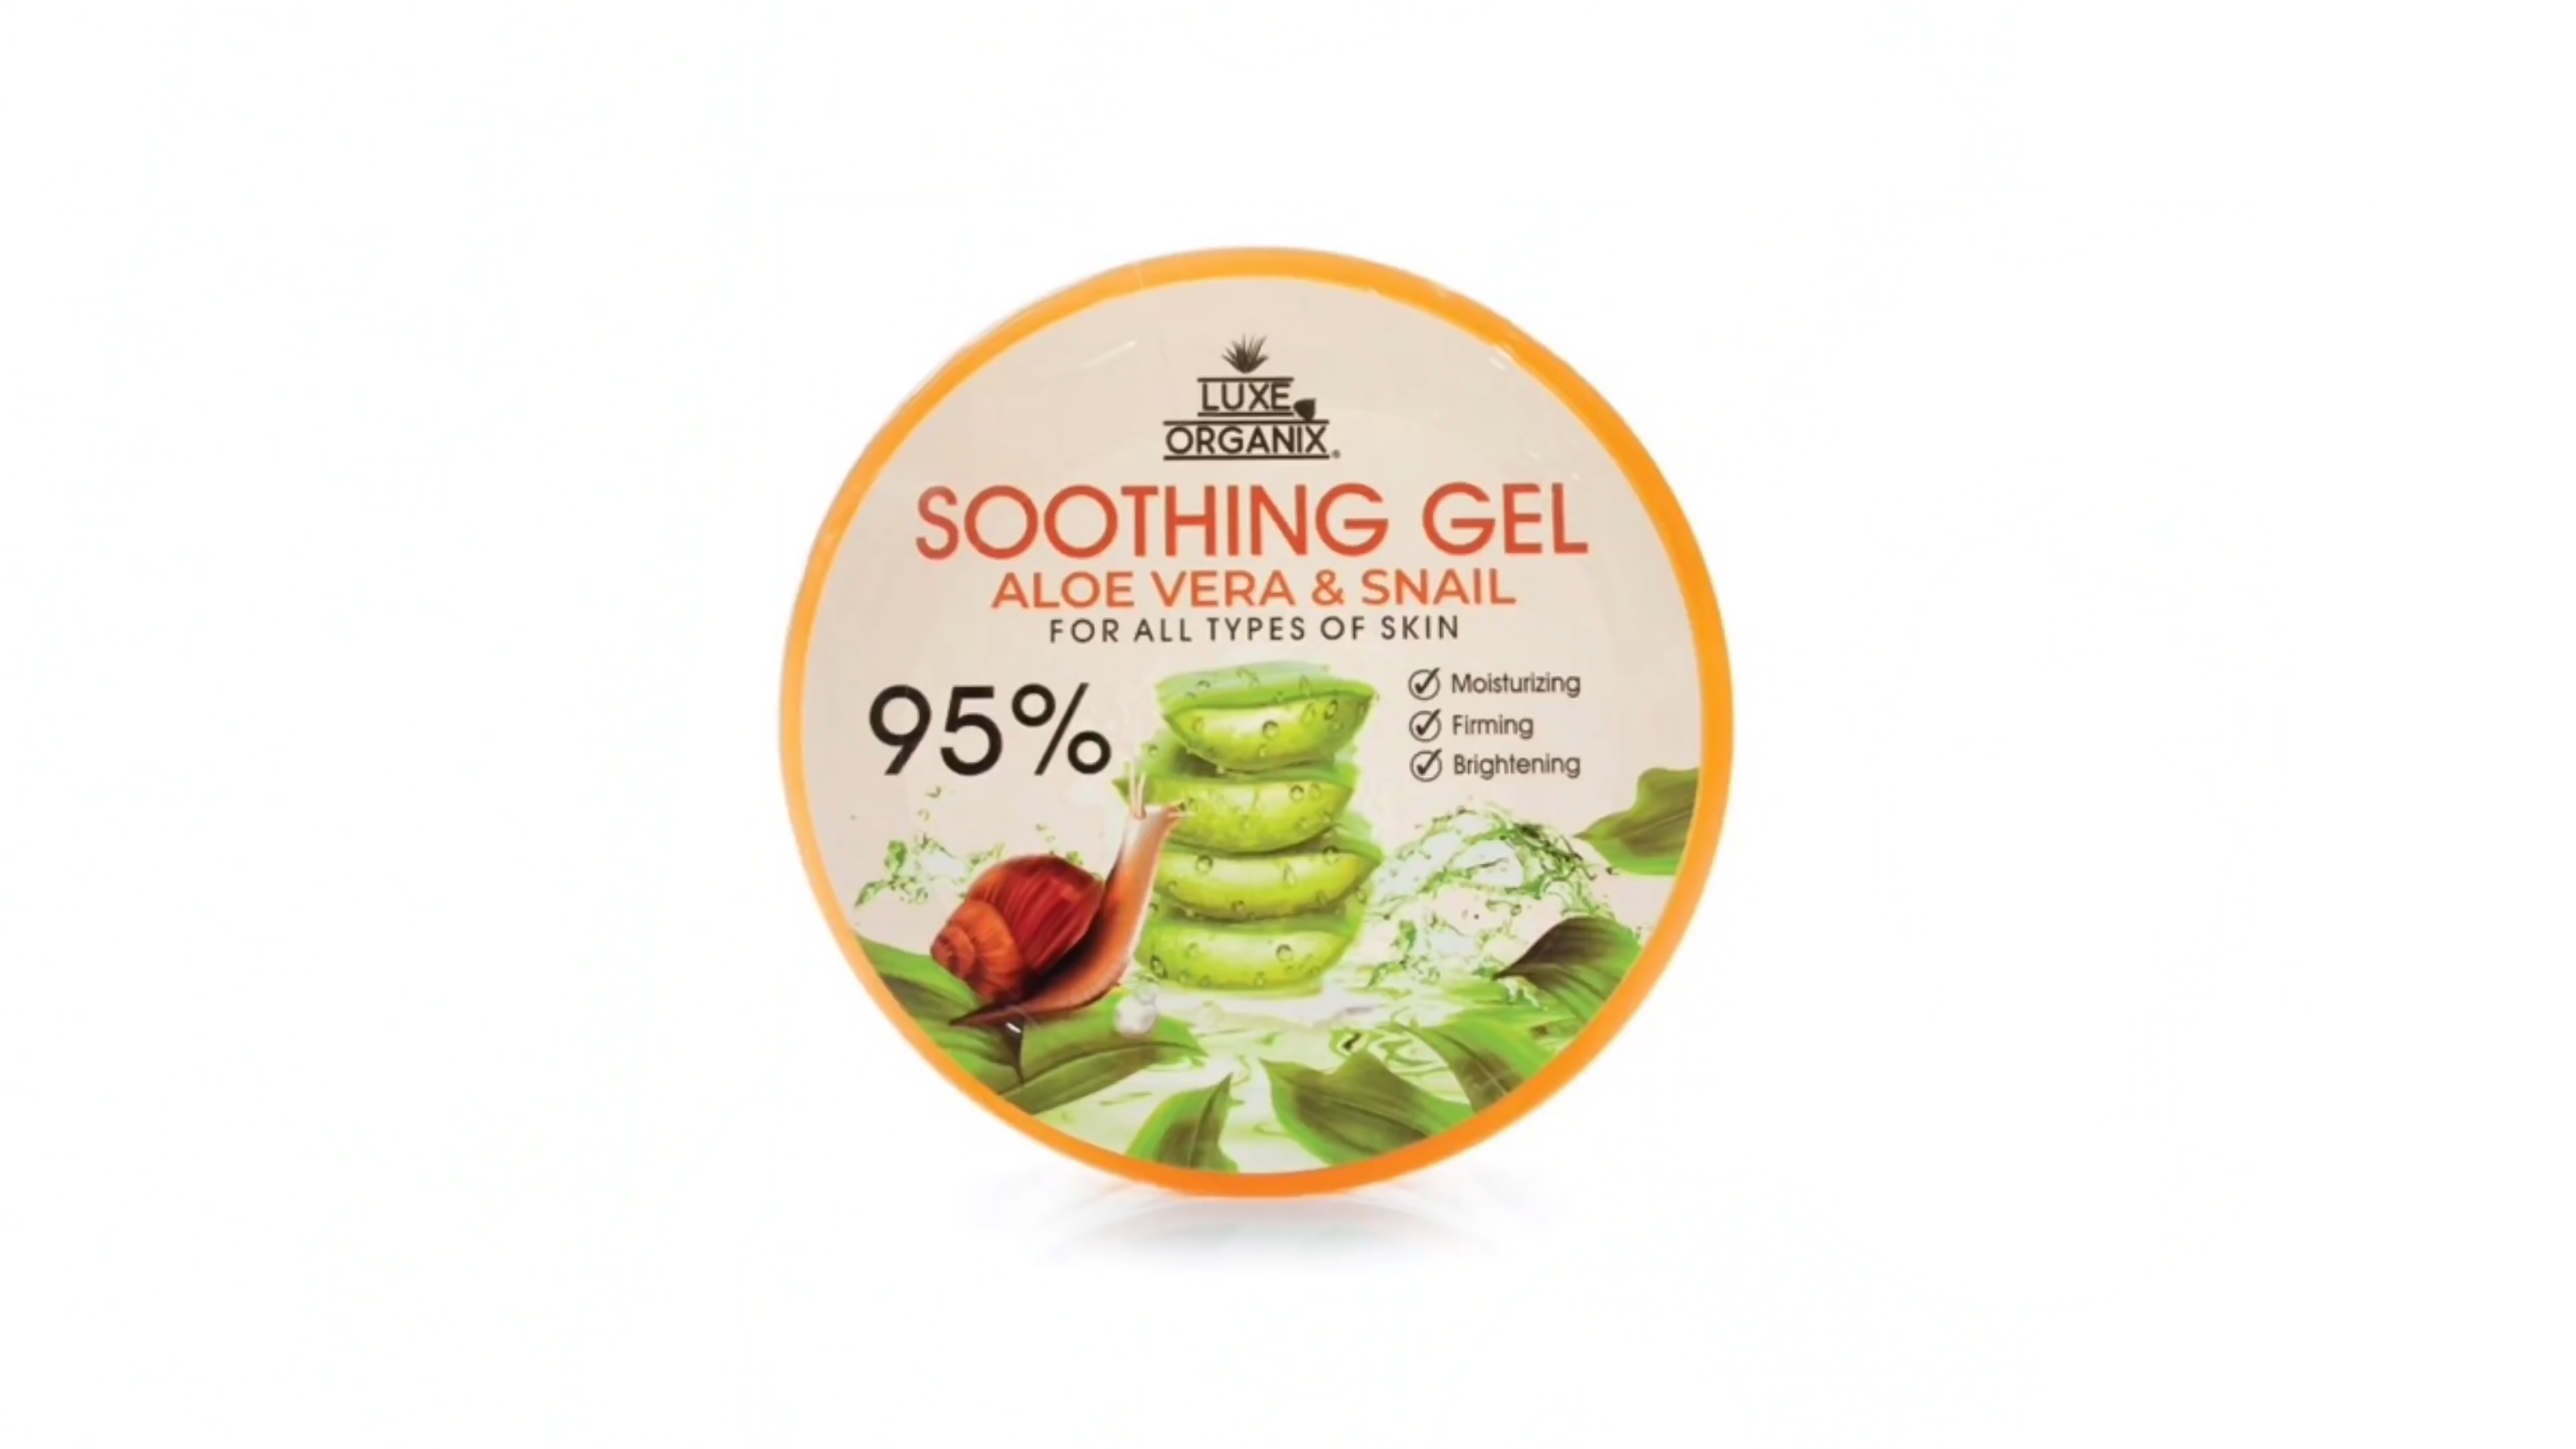 LUXE
ORGANIX
SOOTHING GEL
ALOE VERA & SNAIL
FOR ALL TYPES OF SKIN
95%
Moisturizing
Firming
Brightening